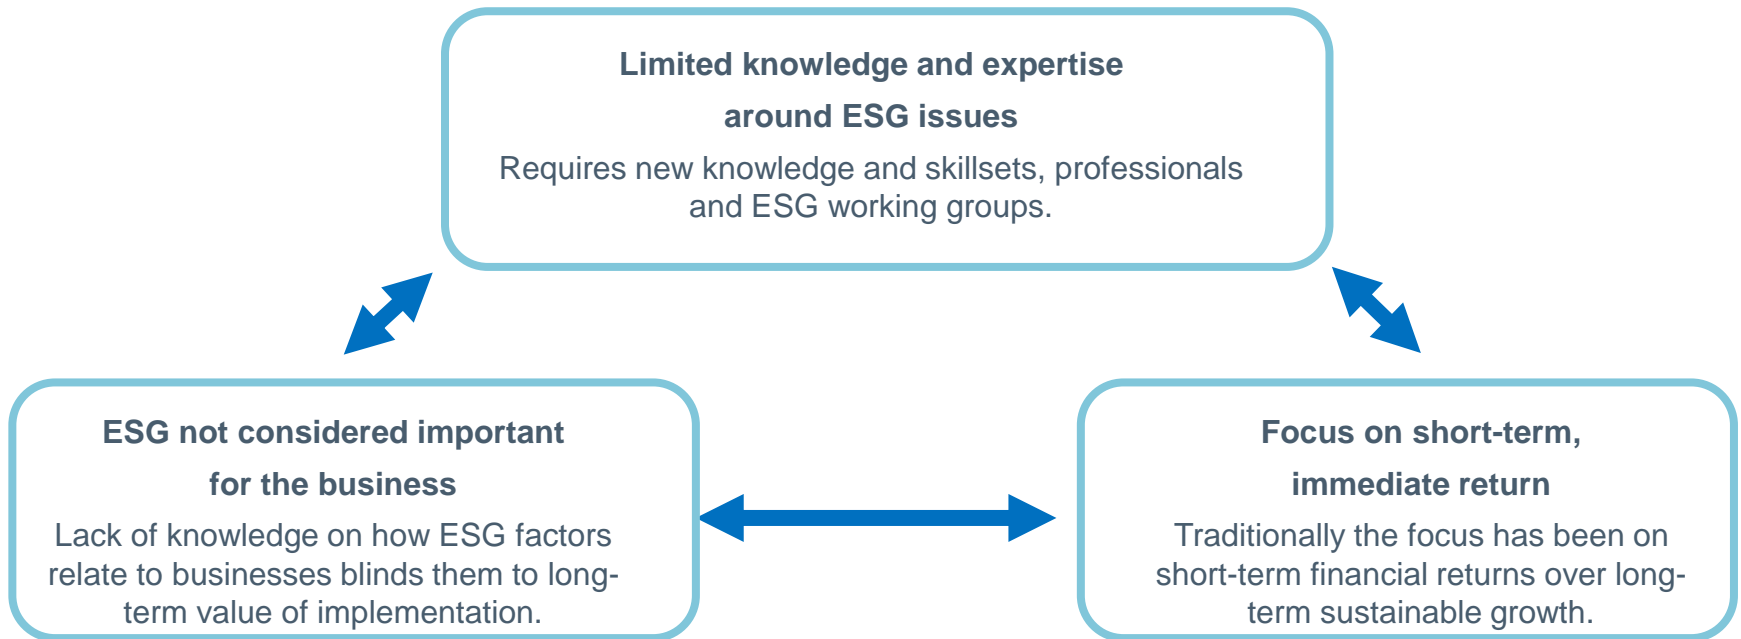 Limited knowledge and expertise
around ESG issues
Requires new knowledge and skillsets, professionals
and ESG working groups.
ESG not considered important
for the business
Lack of knowledge on how ESG factors
relate to businesses blinds them to long-
term value of implementation.
Focus on short-term,
immediate return
Traditionally the focus has been on
short-term financial returns over long-
term sustainable growth.